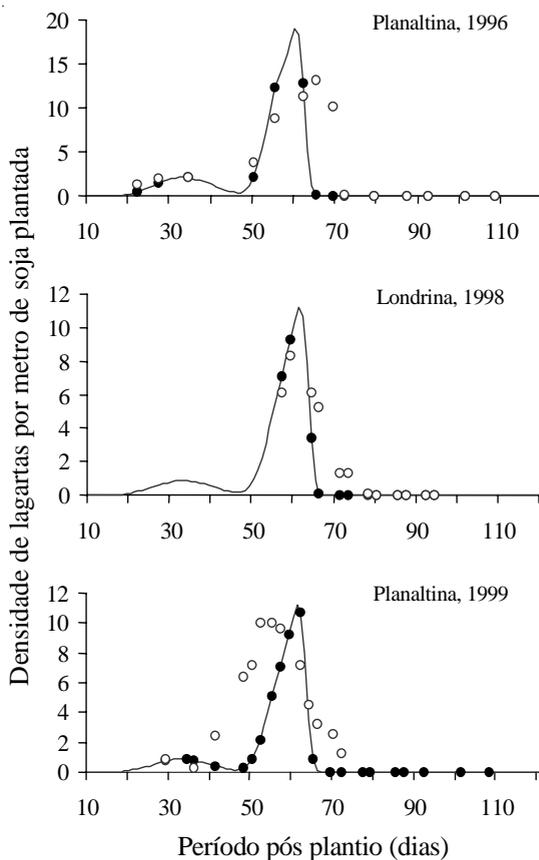 Densidade de lagartas por metro de soja plantada
Planaltina, 1996
20
15
10
5
0
10 30 50 70 90 110
Londrina, 1998
12
10
8
6
4
2
0
10 30 50 70 90 110
Planaltina, 1999
12
10
8
6
4
2
0
10 30 50 70 90 110
Período pós plantio (dias)